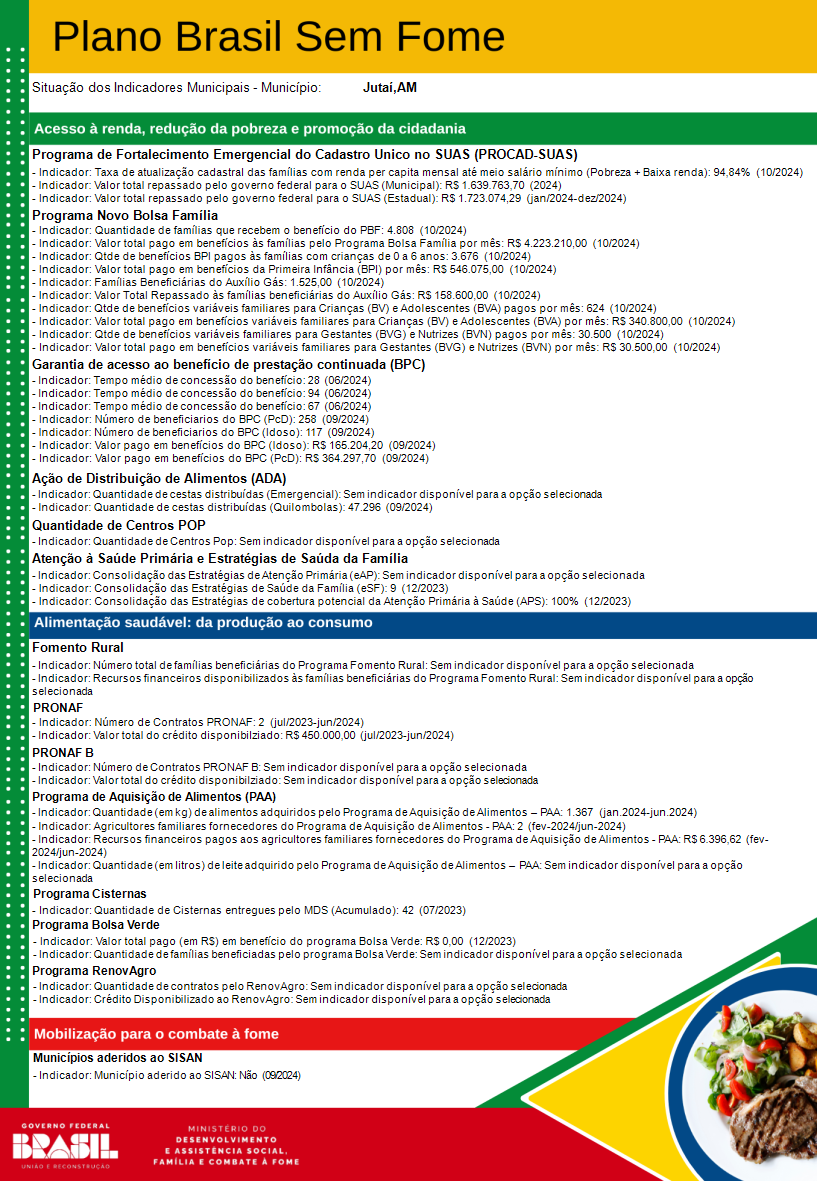 Plano Brasil Sem Fome
Situação dos Indicadores Municipais - Município: Jutaí,AM
Acesso à renda, redução da pobreza e promoção da cidadania
Programa de Fortalecimento Emergencial do Cadastro Unico no SUAS (PROCAD-SUAS)
- Indicador: Taxa de atualização cadastral das famílias com renda per capita mensal até meio salário mínimo (Pobreza + Baixa renda): 94,84% (10/2024)
- Indicador: Valor total repassado pelo governo federal para o SUAS (Municipal): R$ 1.639.763,70 (2024)
- Indicador: Valor total repassado pelo governo federal para o SUAS (Estadual): R$ 1.723.074,29 (jan/2024-dez/2024)
Programa Novo Bolsa Família
- Indicador: Quantidade de famílias que recebem o benefício do PBF: 4.808 (10/2024)
- Indicador: Valor total pago em benefícios às famílias pelo Programa Bolsa Família por mês: R$ 4.223.210,00 (10/2024)
- Indicador: Qtde de benefícios BPI pagos às famílias com crianças de 0 a 6 anos: 3.676 (10/2024)
- Indicador: Valor total pago em benefícios da Primeira Infância (BPI) por mês: R$ 546.075,00 (10/2024)
- Indicador: Famílias Beneficiárias do Auxílio Gás: 1.525,00 (10/2024)
- Indicador: Valor Total Repassado às famílias beneficiárias do Auxílio Gás: R$ 158.600,00 (10/2024)
- Indicador: Qtde de benefícios variáveis familiares para Crianças (BV) e Adolescentes (BVA) pagos por mês: 624 (10/2024)
- Indicador: Valor total pago em benefícios variáveis familiares para Crianças (BV) e Adolescentes (BVA) por mês: R$ 340.800,00 (10/2024)
- Indicador: Qtde de benefícios variáveis familiares para Gestantes (BVG) e Nutrizes (BVN) pagos por mês: 30.500 (10/2024)
- Indicador: Valor total pago em benefícios variáveis familiares para Gestantes (BVG) e Nutrizes (BVN) por mês: R$ 30.500,00 (10/2024)
Garantia de acesso ao benefício de prestação continuada (BPC)
- Indicador: Tempo médio de concessão do benefício: 28 (06/2024)
- Indicador: Tempo médio de concessão do benefício: 94 (06/2024)
- Indicador: Tempo médio de concessão do benefício: 67 (06/2024)
- Indicador: Número de beneficiarios do BPC (PcD): 258 (09/2024)
- Indicador: Número de beneficiarios do BPC (Idoso): 117 (09/2024)
- Indicador: Valor pago em benefícios do BPC (Idoso): R$ 165.204,20 (09/2024)
- Indicador: Valor pago em benefícios do BPC (PcD): R$ 364.297,70 (09/2024)
Ação de Distribuição de Alimentos (ADA)
- Indicador: Quantidade de cestas distribuídas (Emergencial): Sem indicador disponível para a opção selecionada
- Indicador: Quantidade de cestas distribuídas (Quilombolas): 47.296 (09/2024)
Quantidade de Centros POP
- Indicador: Quantidade de Centros Pop: Sem indicador disponível para a opção selecionada
Atenção à Saúde Primária e Estratégias de Saúda da Família
- Indicador: Consolidação das Estratégias de Atenção Primária (eAP): Sem indicador disponível para a opção selecionada
- Indicador: Consolidação das Estratégias de Saúde da Família (eSF): 9 (12/2023)
- Indicador: Consolidação das Estratégias de cobertura potencial da Atenção Primária à Saúde (APS): 100% (12/2023)
Alimentação saudável: da produção ao consumo
Fomento Rural
- Indicador: Número total de famílias beneficiárias do Programa Fomento Rural: Sem indicador disponível para a opção selecionada
- Indicador: Recursos financeiros disponibilizados às famílias beneficiárias do Programa Fomento Rural: Sem indicador disponível para a opção
selecionada
PRONAF
- Indicador: Número de Contratos PRONAF: 2 (jul/2023-jun/2024)
- Indicador: Valor total do crédito disponibilziado: R$ 450.000,00 (jul/2023-jun/2024)
PRONAF B
- Indicador: Número de Contratos PRONAF B: Sem indicador disponível para a opção selecionada
- Indicador: Valor total do crédito disponibilziado: Sem indicador disponível para a opção selecionada
Programa de Aquisição de Alimentos (PAA)
- Indicador: Quantidade (em kg) de alimentos adquiridos pelo Programa de Aquisição de Alimentos – PAA: 1.367 (jan.2024-jun.2024)
- Indicador: Agricultores familiares fornecedores do Programa de Aquisição de Alimentos - PAA: 2 (fev-2024/jun-2024)
- Indicador: Recursos financeiros pagos aos agricultores familiares fornecedores do Programa de Aquisição de Alimentos - PAA: R$ 6.396,62 (fev-
2024/jun-2024)
- Indicador: Quantidade (em litros) de leite adquirido pelo Programa de Aquisição de Alimentos – PAA: Sem indicador disponível para a opção
selecionada
Programa Cisternas
- Indicador: Quantidade de Cisternas entregues pelo MDS (Acumulado): 42 (07/2023)
Programa Bolsa Verde
- Indicador: Valor total pago (em R$) em benefício do programa Bolsa Verde: R$ 0,00 (12/2023)
- Indicador: Quantidade de famílias beneficiadas pelo programa Bolsa Verde: Sem indicador disponível para a opção selecionada
Programa RenovAgro
- Indicador: Quantidade de contratos pelo RenovAgro: Sem indicador disponível para a opção selecionada
- Indicador: Crédito Disponibilizado ao RenovAgro: Sem indicador disponível para a opção selecionada
Mobilização para o combate à fome
Municípios aderidos ao SISAN
- Indicador: Município aderido ao SISAN: Não (09/2024)
GOVERNO FEDERAL
BRASIL
UNIÃO E RECONSTRUÇÃO
MINISTÉRIO DO
DESENVOLVIMENTO
E ASSISTÊNCIA SOCIAL,
FAMÍLIA E COMBATE À FOME